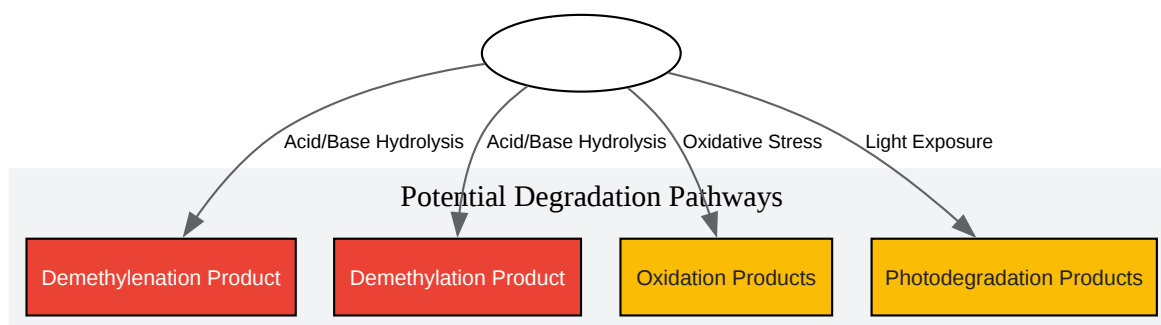 Acid/Base Hydrolysis
Acid/Base Hydrolysis
Oxidative Stress
Light Exposure
Potential Degradation Pathways
Demethylenation Product
Demethylation Product
Oxidation Products
Photodegradation Products